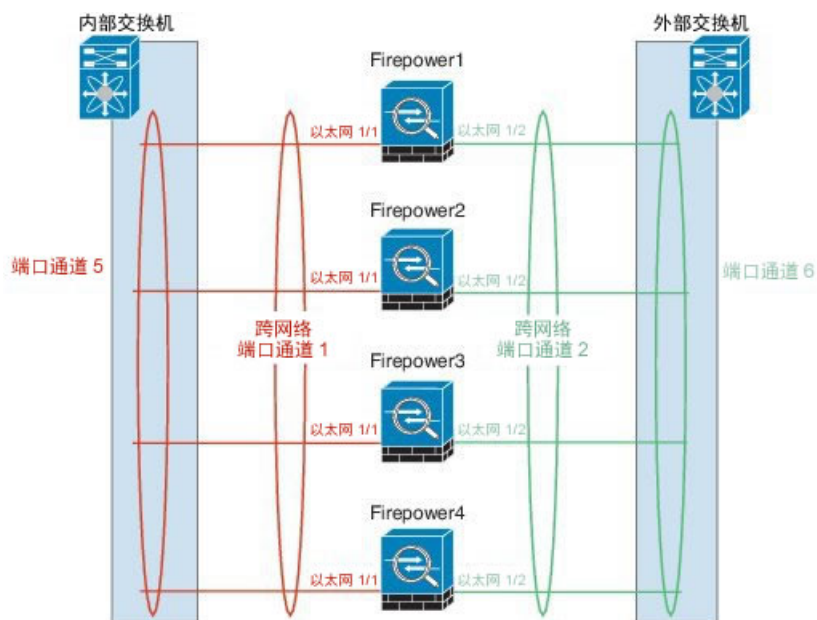 内部交换机
外部交换机
Firepower1
以太网 1/1
以太网 1/2
Firepower2
端口通道 5
以太网 1/1
以太网 1/2
端口通道 6
跨网络
端口通道 1
跨网络
端口通道 2
Firepower3
以太网 1/1
以太网 1/2
Firepower4
以太网 1/1
以太网 1/2